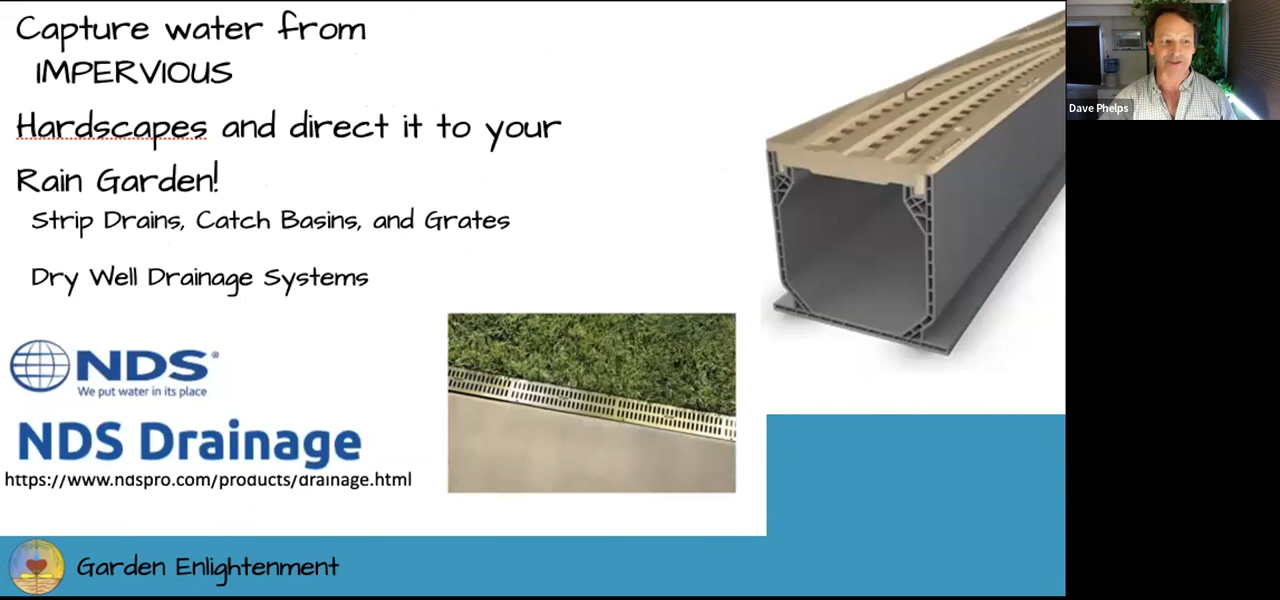 Capture water from
IMPERVIOUS
Hardscapes and direct it to your
Rain Garden!
Strip Drains, Catch Basins, and Grates
Dry Well Drainage Systems
NDS®
We put water in its place
NDS Drainage
https://www.ndspro.com/products/drainage.html
Garden Enlightenment
Dave Phelps